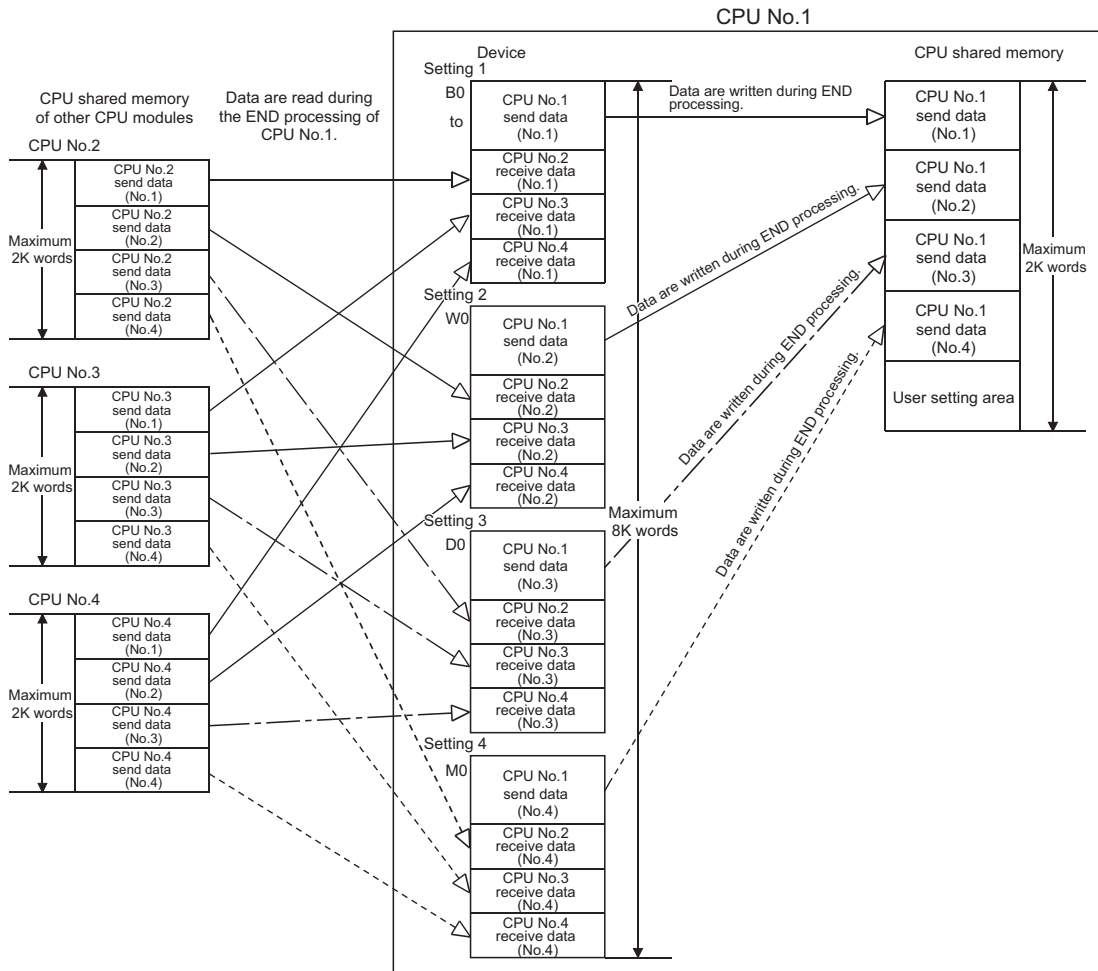 CPU No.1
CPU shared memory
of other CPU modules
Data are read during
the END processing of
CPU No.1.
CPU No.2
Maximum
2K words
CPU No.2
send data
(No.1)
CPU No.2
send data
(No.2)
CPU No.2
send data
(No.3)
CPU No.2
send data
(No.4)
CPU No.3
Maximum
2K words
CPU No.3
send data
(No.1)
CPU No.3
send data
(No.2)
CPU No.3
send data
(No.3)
CPU No.3
send data
(No.4)
CPU No.4
Maximum
2K words
CPU No.4
send data
(No.1)
CPU No.4
send data
(No.2)
CPU No.4
send data
(No.3)
CPU No.4
send data
(No.4)
Device
Setting 1
B0
to
CPU No.1
send data
(No.1)
CPU No.2
receive data
(No.1)
CPU No.3
receive data
(No.1)
CPU No.4
receive data
(No.1)
Setting 2
W0
CPU No.1
send data
(No.2)
CPU No.2
receive data
(No.2)
CPU No.3
receive data
(No.2)
CPU No.4
receive data
(No.2)
Setting 3
D0
CPU No.1
send data
(No.3)
CPU No.2
receive data
(No.3)
CPU No.3
receive data
(No.3)
CPU No.4
receive data
(No.3)
Setting 4
M0
CPU No.1
send data
(No.4)
CPU No.2
receive data
(No.4)
CPU No.3
receive data
(No.4)
CPU No.4
receive data
(No.4)
Maximum
8K words
Data are written during END
processing.
Data are written during END processing.
Data are written during END processing.
Data are written during END processing.
CPU shared memory
CPU No.1
send data
(No.1)
CPU No.1
send data
(No.2)
CPU No.1
send data
(No.3)
CPU No.1
send data
(No.4)
User setting area
Maximum
2K words